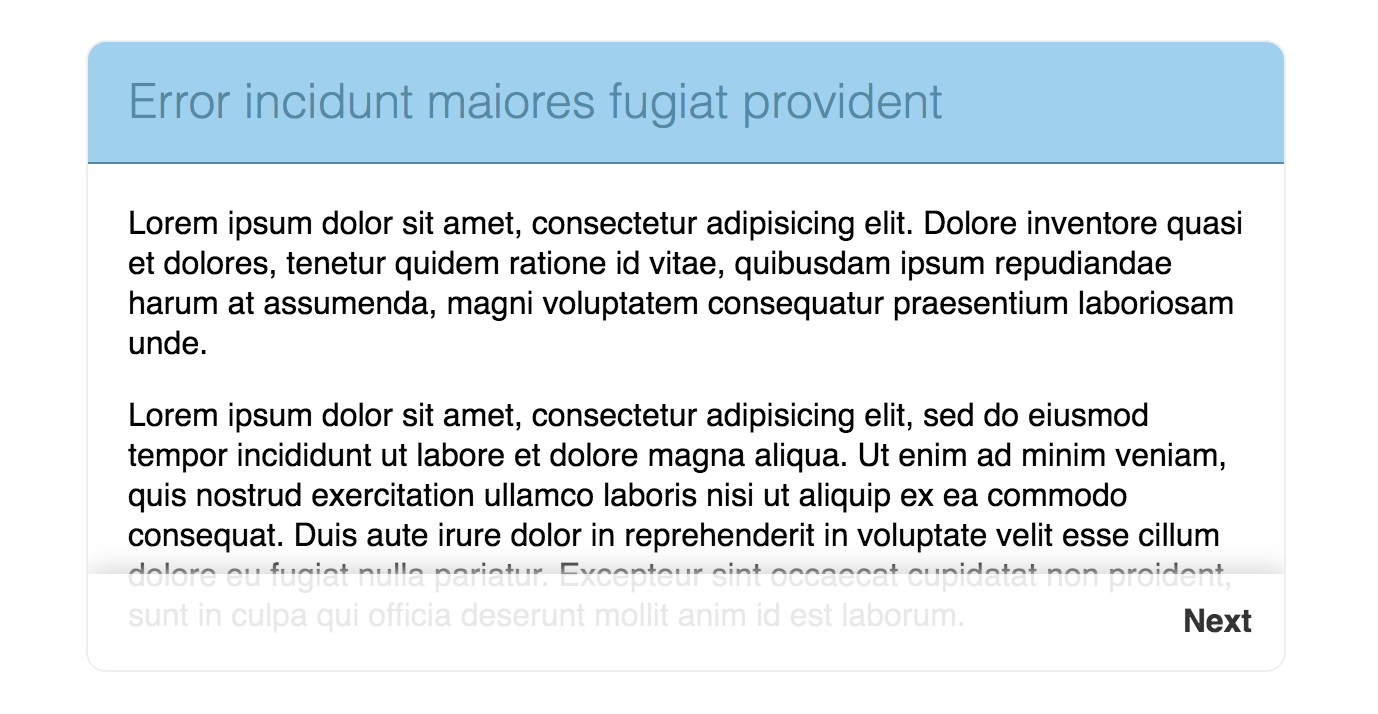 Error incidunt maiores fugiat provident
Lorem ipsum dolor sit amet, consectetur adipisicing elit. Dolore inventore quasi
et dolores, tenetur quidem ratione id vitae, quibusdam ipsum repudiandae
harum at assumenda, magni voluptatem consequatur praesentium laboriosam
unde.
Lorem ipsum dolor sit amet, consectetur adipisicing elit, sed do eiusmod
tempor incididunt ut labore et dolore magna aliqua. Ut enim ad minim veniam,
quis nostrud exercitation ullamco laboris nisi ut aliquip ex ea commodo
consequat. Duis aute irure dolor in reprehenderit in voluptate velit esse cillum
dolore eu fugiat nulla pariatur. Excepteur sint occaecat cupidatat non proident,
sunt in culpa qui officia deserunt mollit anim id est laborum.
Next